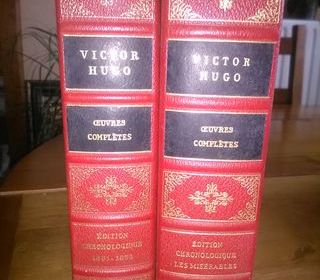 VICTOR
HUGO
ŒUVRES
COMPLÈTES
ÉDITION
CHRONOLOGIQUE
VICTOR
HUGO
ŒUVRES
COMPLÈTES
ÉDITION
CHRONOLOGIQUE
LES MISÉRABLES